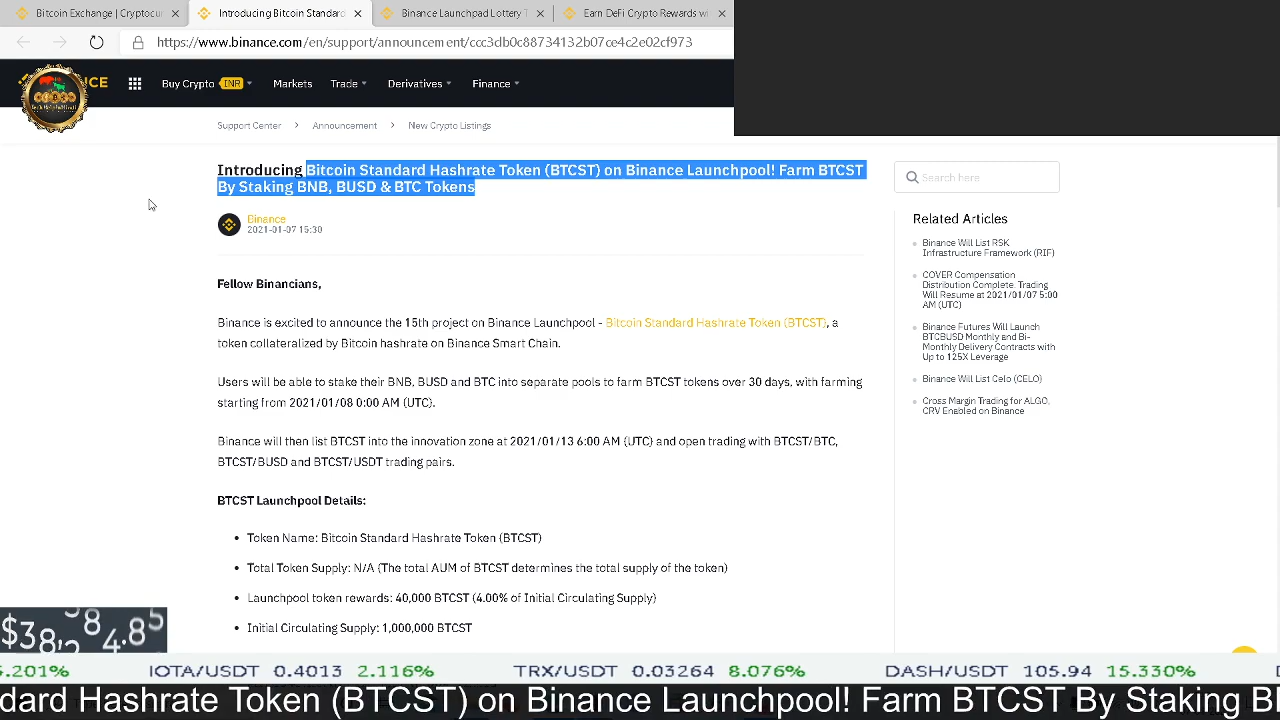 Bitcoin Exchange | Cryptocur
Introducing Bitcoin Standard
Binance Launchpad Lottery T
Earn DeFi Crypto Rewards wi
https://www.binance.com/en/support/announcement/ccc3db0c88734132b07ce4c2e02cf973
Buy Crypto INR Markets Trade Derivatives Finance
Support Center > Announcement > New Crypto Listings
Introducing Bitcoin Standard Hashrate Token (BTCST) on Binance Launchpool! Farm BTCST
By Staking BNB, BUSD & BTC Tokens
Binance
2021-01-07 15:30
Fellow Binancians,
Binance is excited to announce the 15th project on Binance Launchpool - Bitcoin Standard Hashrate Token (BTCST), a
token collateralized by Bitcoin hashrate on Binance Smart Chain.
Users will be able to stake their BNB, BUSD and BTC into separate pools to farm BTCST tokens over 30 days, with farming
starting from 2021/01/08 0:00 AM (UTC).
Binance will then list BTCST into the innovation zone at 2021/01/13 6:00 AM (UTC) and open trading with BTCST/BTC,
BTCST/BUSD and BTCST/USDT trading pairs.
BTCST Launchpool Details:
• Token Name: Bitcoin Standard Hashrate Token (BTCST)
• Total Token Supply: N/A (The total AUM of BTCST determines the total supply of the token)
• Launchpool token rewards: 40,000 BTCST (4.00% of Initial Circulating Supply)
• Initial Circulating Supply: 1,000,000 BTCST
Search here
Related Articles
Binance Will List RSK
Infrastructure Framework (RIF)
COVER Compensation
Distribution Complete, Trading
Will Resume at 2021/01/07 5:00
AM (UTC)
Binance Futures Will Launch
BTCBUSD Monthly and Bi-
Monthly Delivery Contracts with
Up to 125X Leverage
Binance Will List Celo (CELO)
Cross Margin Trading for ALGO,
CRV Enabled on Binance
.201% IOTA/USDT 0.4013 2.116% TRX/USDT 0.03264 8.076% DASH/USDT 105.94 15.330%
dard Hashrate Token (BTCST) on Binance Launchpool! Farm BTCST By Staking B